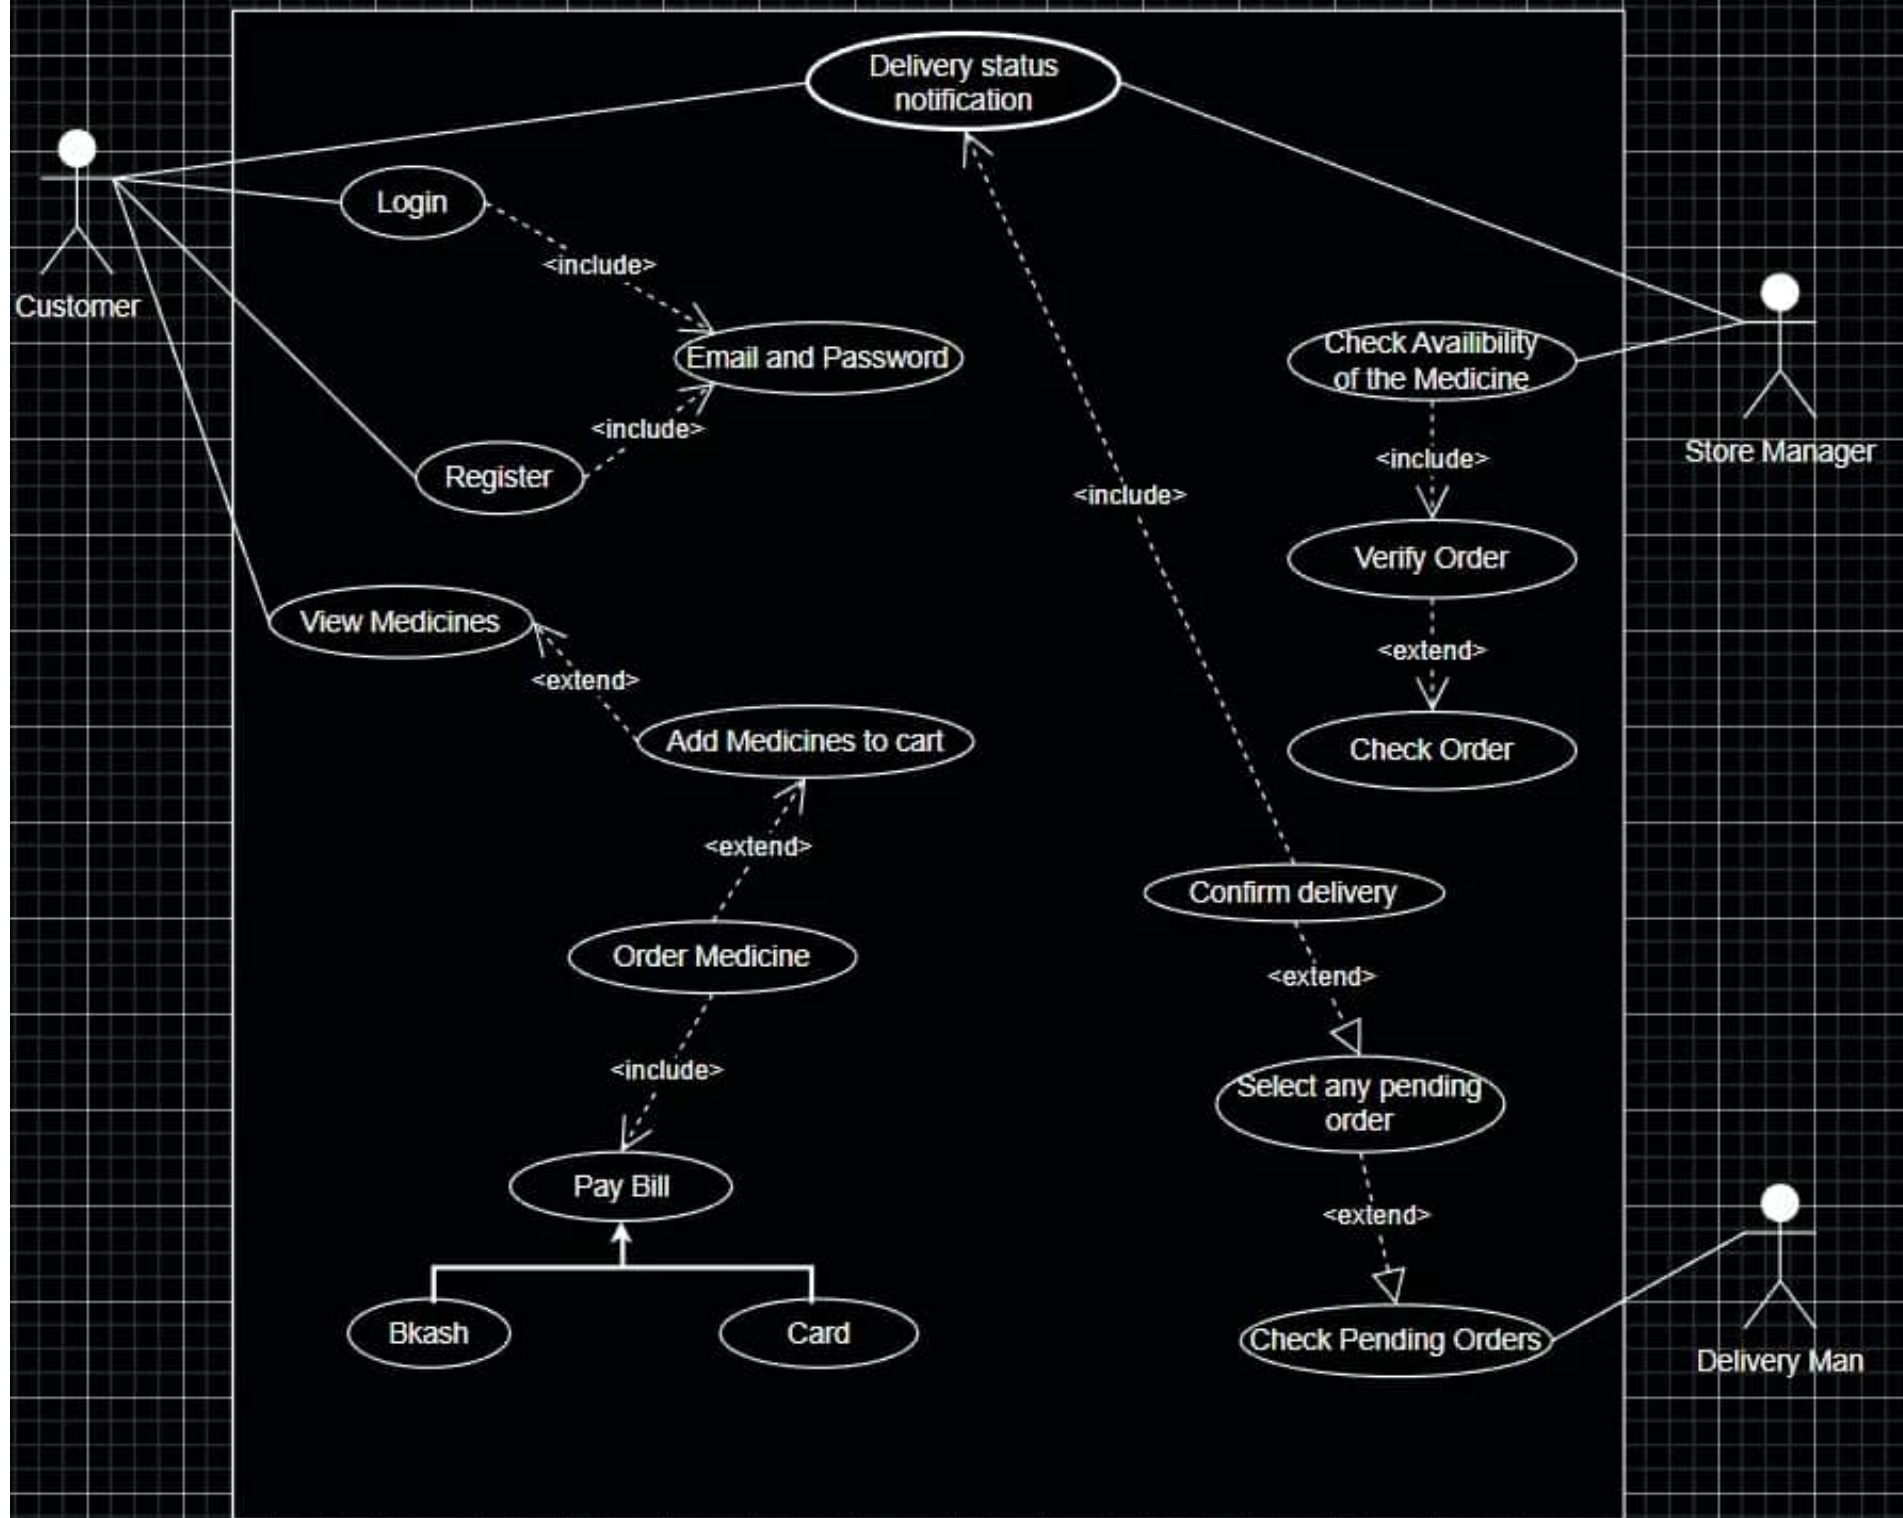 Delivery status
notification
Login
<include>
Customer
Email and Password
Check Availibility
of the Medicine
<include>
<include>
Store Manager
Register
<include>
Verify Order
View Medicines
<extend>
<extend>
Add Medicines to cart
Check Order
<extend>
Confirm delivery
Order Medicine
<extend>
<include>
Select any pending
order
Pay Bill
<extend>
Bkash
Card
Check Pending Orders
Delivery Man